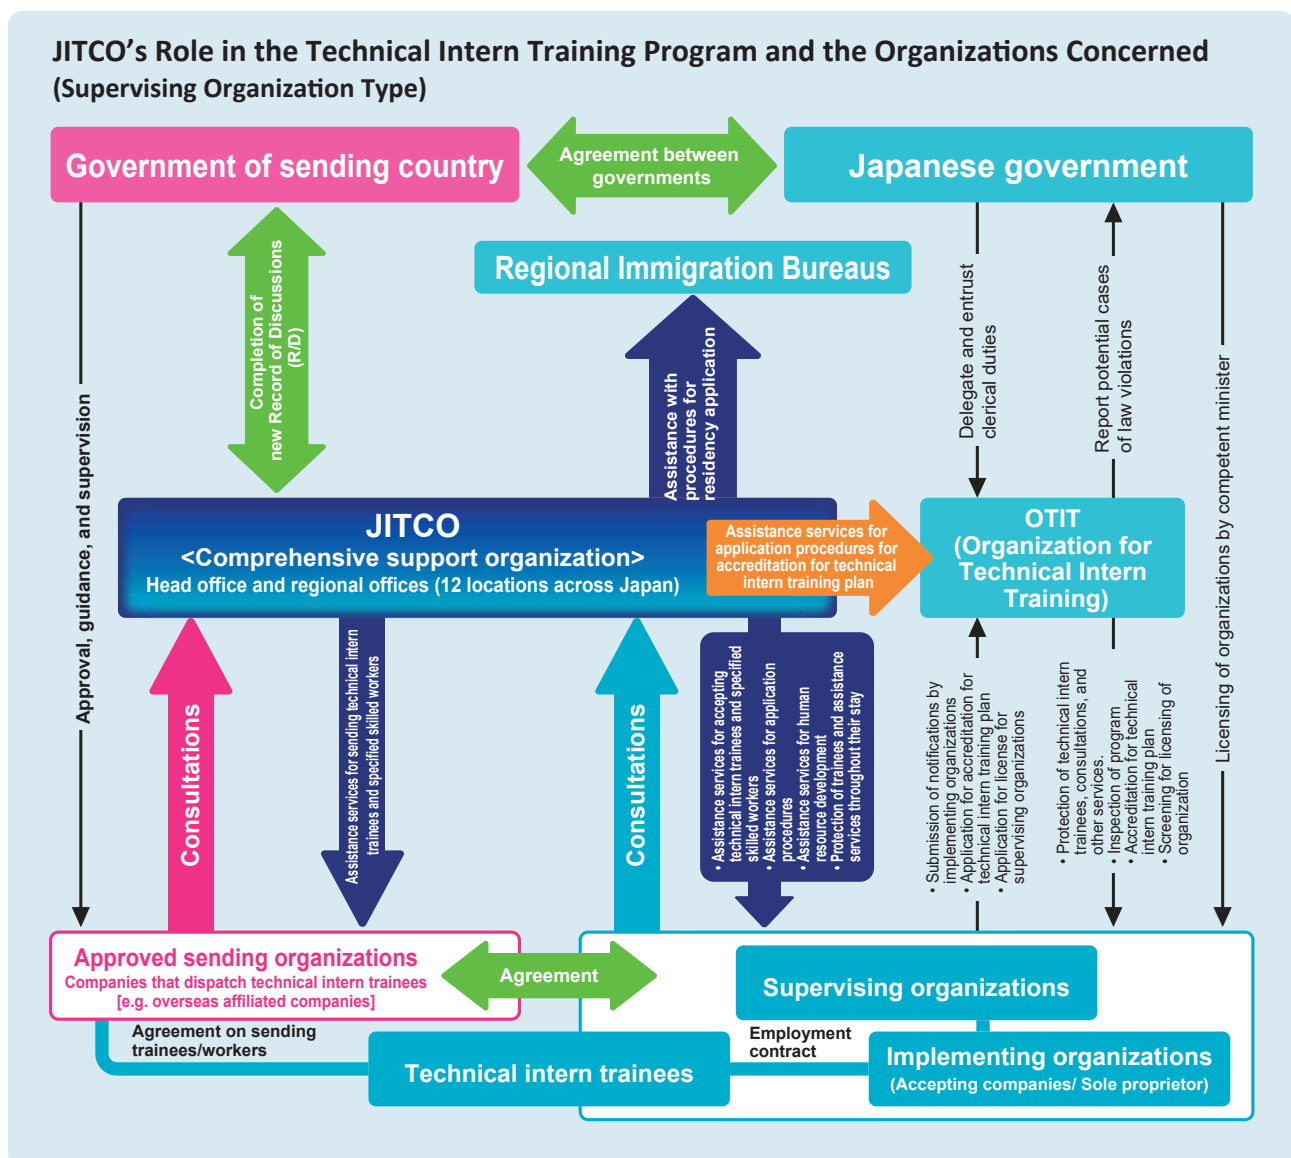 JITCO’s Role in the Technical Intern Training Program and the Organizations Concerned
(Supervising Organization Type)
Government of sending country
Agreement between
governments
Japanese government
Regional Immigration Bureaus
Completion of
new Record of Discussions
(R/D)
Assistance with
procedures for
residency application
Delegate and entrust
clerical duties
Report potential cases
of law violations
Licensing of organizations by competent minister
Approval, guidance, and supervision
JITCO
<Comprehensive support organization>
Head office and regional offices (12 locations across Japan)
Assistance services for
application procedures for
accreditation for technical
intern training plan
OTIT
(Organization for
Technical Intern
Training)
Consultations
Assistance services for sending technical intern
trainees and specified skilled workers
Consultations
• Assistance services for accepting
technical intern trainees and specified
skilled workers
• Assistance services for application
procedures
• Assistance services for human
resource development
• Protection of trainees and assistance
services throughout their stay
• Submission of notifications by
implementing organizations
• Application for accreditation for
technical intern training plan
• Application for license for
supervising organizations
• Protection of technical intern
trainees, consultations, and
other services.
• Inspection of program
• Accreditation for technical
intern training plan
• Screening for licensing of
organization
Approved sending organizations
Companies that dispatch technical intern trainees
[e.g. overseas affiliated companies]
Agreement
Supervising organizations
Agreement on sending
trainees/workers
Technical intern trainees
Employment
contract
Implementing organizations
(Accepting companies/ Sole proprietor)